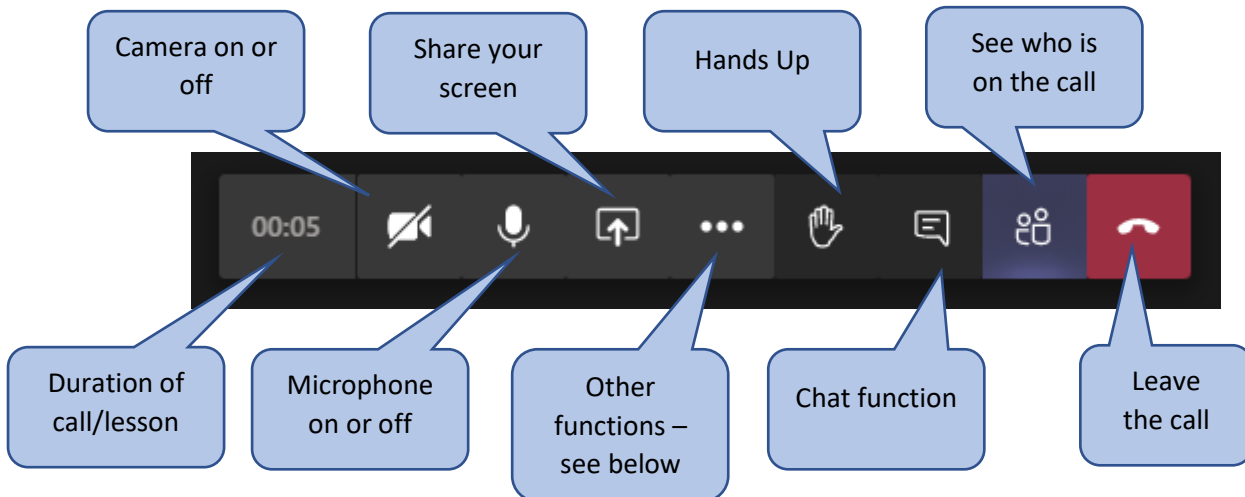 Camera on or
off
Share your
screen
Hands Up
See who is
on the call
00:05
Duration of
call/lesson
Microphone
on or off
Other
functions –
see below
Chat function
Leave
the call